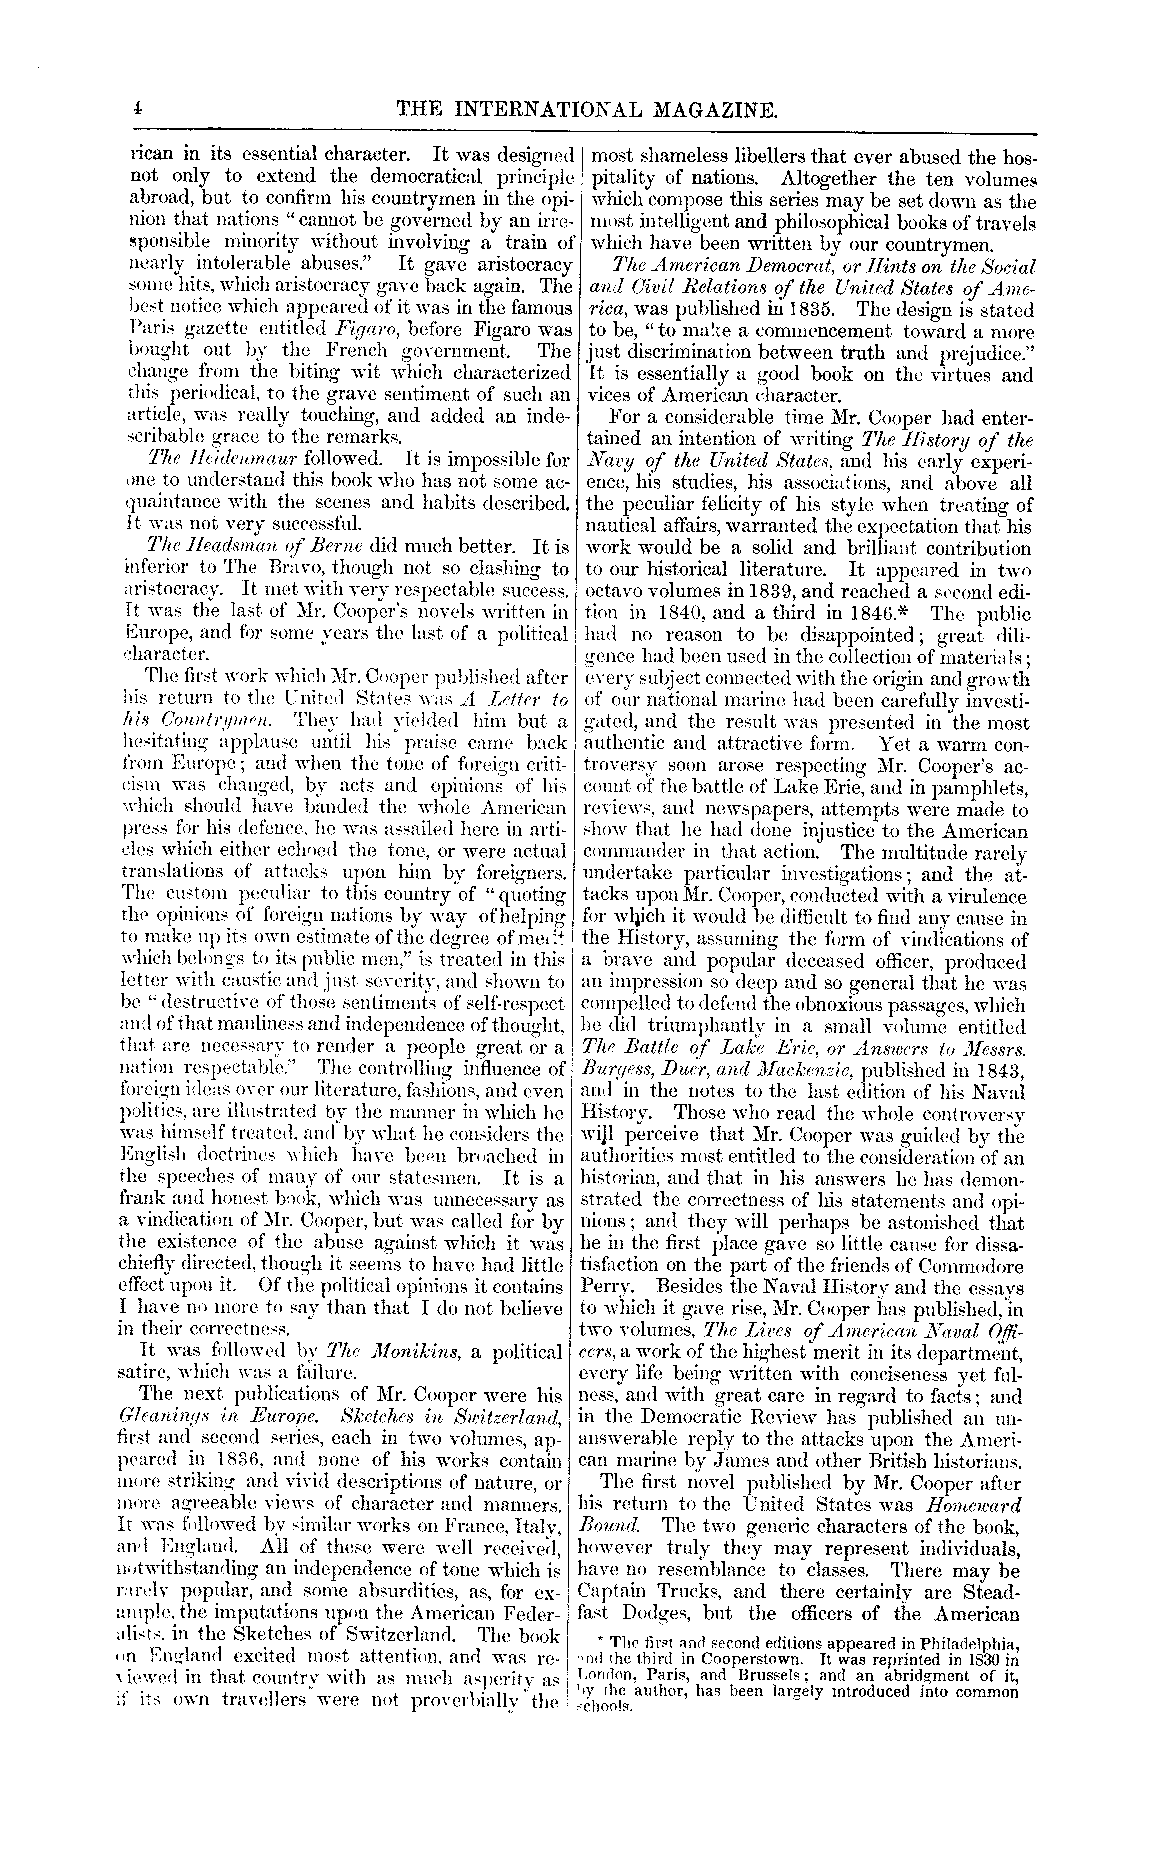 4 THE INTERNATIONAL MAGAZINE.
rican in its essential character. It was designed
not only to extend the democratical principle
abroad, but to confirm his countrymen in the opi-
nion that nations "cannot be governed by an irre-
sponsible minority without involving a train of
nearly intolerable abuses." It gave aristocracy
some hits, which aristocracy gave back again. The
best notice which appeared of it was in the famous
Paris gazette entitled Figaro, before Figaro was
bought out by the French government. The
change from the biting wit which characterized
this periodical, to the grave sentiment of such an
article, was really touching, and added an inde-
scribable grace to the remarks.
The Heidenmaur followed. It is impossible for
one to understand this book who has not some ac-
quaintance with the scenes and habits described.
It was not very successful.
The Headsman of Berne did much better. It is
inferior to The Bravo, though not so clashing to
aristocracy. It met with very respectable success.
It was the last of Mr. Cooper's novels written in
Europe, and for some years the last of a political
character.
The first work which Mr. Cooper published after
his return to the United States was A Letter to
his Countrymen. They had yielded him but a
hesitating applause until his praise came back
from Europe; and when the tone of foreign criti-
cism was changed, by acts and opinions of his
which should have banded the whole American
press for his defence, he was assailed here in arti-
cles which either echoed the tone, or were actual
translations of attacks upon him by foreigners.
The custom peculiar to this country of "quoting
the opinions of foreign nations by way of helping
to make up its own estimate of the degree of merit
which belongs to its public men," is treated in this
letter with caustic and just severity, and shown to
be "destructive of those sentiments of self-respect
and of that manliness and independence of thought,
that are necessary to render a people great or a
nation respectable." The controlling influence of
foreign ideas over our literature, fashions, and even
politics, are illustrated by the manner in which he
was himself treated, and by what he considers the
English doctrines which have been broached in
the speeches of many of our statesmen. It is a
frank and honest book, which was unnecessary as
a vindication of Mr. Cooper, but was called for by
the existence of the abuse against which it was
chiefly directed, though it seems to have had little
effect upon it. Of the political opinions it contains
I have no more to say than that I do not believe
in their correctness.
It was followed by The Monikins, a political
satire, which was a failure.
The next publications of Mr. Cooper were his
Gleanings in Europe. Sketches in Switzerland,
first and second series, each in two volumes, ap-
peared in 1836, and none of his works contain
more striking and vivid descriptions of nature, or
more agreeable views of character and manners.
It was followed by similar works on France, Italy,
and England. All of these were well received,
notwithstanding an independence of tone which is
rarely popular, and some absurdities, as, for ex-
ample, the imputations upon the American Feder-
alists, in the Sketches of Switzerland. The book
on England excited most attention, and was re-
viewed in that country with as much asperity as
if its own travellers were not proverbially the
most shameless libellers that ever abused the hos-
pitality of nations. Altogether the ten volumes
which compose this series may be set down as the
most intelligent and philosophical books of travels
which have been written by our countrymen.
The American Democrat, or Hints on the Social
and Civil Relations of the United States of Ame-
rica, was published in 1835. The design is stated
to be, "to make a commencement toward a more
just discrimination between truth and prejudice."
It is essentially a good book on the virtues and
vices of American character.
For a considerable time Mr. Cooper had enter-
tained an intention of writing The History of the
Navy of the United States, and his early experi-
ence, his studies, his associations, and above all
the peculiar felicity of his style when treating of
nautical affairs, warranted the expectation that his
work would be a solid and brilliant contribution
to our historical literature. It appeared in two
octavo volumes in 1839, and reached a second edi-
tion in 1840, and a third in 1846.* The public
had no reason to be disappointed; great dili-
gence had been used in the collection of materials;
every subject connected with the origin and growth
of our national marine had been carefully investi-
gated, and the result was presented in the most
authentic and attractive form. Yet a warm con-
troversy soon arose respecting Mr. Cooper's ac-
count of the battle of Lake Erie, and in pamphlets,
reviews, and newspapers, attempts were made to
show that he had done injustice to the American
commander in that action. The multitude rarely
undertake particular investigations; and the at-
tacks upon Mr. Cooper, conducted with a virulence
for which it would be difficult to find any cause in
the History, assuming the form of vindications of
a brave and popular deceased officer, produced
an impression so deep and so general that he was
compelled to defend the obnoxious passages, which
he did triumphantly in a small volume entitled
The Battle of Lake Erie, or Answers to Messrs.
Burgess, Duer, and Mackenzie, published in 1843,
and in the notes to the last edition of his Naval
History. Those who read the whole controversy
will perceive that Mr. Cooper was guided by the
authorities most entitled to the consideration of an
historian, and that in his answers he has demon-
strated the correctness of his statements and opi-
nions; and they will perhaps be astonished that
he in the first place gave so little cause for dissa-
tisfaction on the part of the friends of Commodore
Perry. Besides the Naval History and the essays
to which it gave rise, Mr. Cooper has published, in
two volumes, The Lives of American Naval Offi-
cers, a work of the highest merit in its department,
every life being written with conciseness yet ful-
ness, and with great care in regard to facts; and
in the Democratic Review has published an un-
answerable reply to the attacks upon the Ameri-
can marine by James and other British historians.
The first novel published by Mr. Cooper after
his return to the United States was Homeward
Bound. The two generic characters of the book,
however truly they may represent individuals,
have no resemblance to classes. There may be
Captain Trucks, and there certainly are Stead-
fast Dodges, but the officers of the American
* The first and second editions appeared in Philadelphia,
and the third in Cooperstown. It was reprinted in 1830 in
London, Paris, and Brussels; and an abridgment of it,
by the author, has been largely introduced into common
schools.